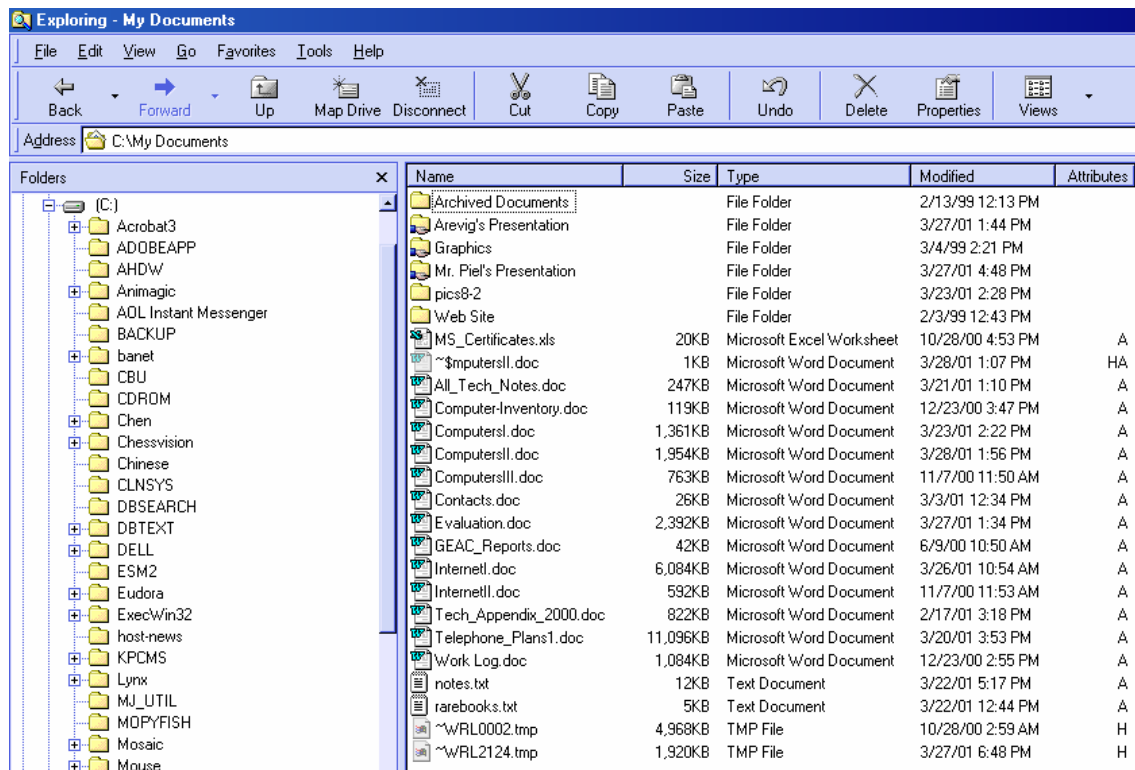 Exploring - My Documents
File Edit View Go Favorites Tools Help
Back Forward Up Map Drive Disconnect Cut Copy Paste Undo Delete Properties Views
Address C:\My Documents
Folders
(C:)
Acrobat3
ADOBEAPP
AHDW
Animagic
AOL Instant Messenger
BACKUP
banet
CBU
CDROM
Chen
Chessvision
Chinese
CLNSYS
DBSEARCH
DBTEXT
DELL
ESM2
Eudora
ExecWin32
host-news
KPCMS
Lynx
MJ_UTIL
MOPYFISH
Mosaic
Mouse
Name Size Type Modified Attributes
Archived Documents File Folder 2/13/99 12:13 PM
Arevig's Presentation File Folder 3/27/01 1:44 PM
Graphics File Folder 3/4/99 2:21 PM
Mr. Piel's Presentation File Folder 3/27/01 4:48 PM
pics8-2 File Folder 3/23/01 2:28 PM
Web Site File Folder 2/3/99 12:43 PM
MS_Certificates.xls 20KB Microsoft Excel Worksheet 10/28/00 4:53 PM A
~$mputersII.doc 1KB Microsoft Word Document 3/28/01 1:07 PM HA
All_Tech_Notes.doc 247KB Microsoft Word Document 3/21/01 1:10 PM A
Computer-Inventory.doc 119KB Microsoft Word Document 12/23/00 3:47 PM A
ComputersI.doc 1,361KB Microsoft Word Document 3/23/01 2:22 PM A
ComputersII.doc 1,954KB Microsoft Word Document 3/28/01 1:56 PM A
ComputersIII.doc 763KB Microsoft Word Document 11/7/00 11:50 AM A
Contacts.doc 26KB Microsoft Word Document 3/3/01 12:34 PM A
Evaluation.doc 2,392KB Microsoft Word Document 3/27/01 1:34 PM A
GEAC_Reports.doc 42KB Microsoft Word Document 6/9/00 10:50 AM A
InternetI.doc 6,084KB Microsoft Word Document 3/26/01 10:54 AM A
InternetII.doc 592KB Microsoft Word Document 11/7/00 11:53 AM A
Tech_Appendix_2000.doc 822KB Microsoft Word Document 2/17/01 3:18 PM A
Telephone_Plans1.doc 11,096KB Microsoft Word Document 3/20/01 3:53 PM A
Work Log.doc 1,084KB Microsoft Word Document 12/23/00 2:55 PM A
notes.txt 12KB Text Document 3/22/01 5:17 PM A
rarebooks.txt 5KB Text Document 3/22/01 12:44 PM A
~WRL0002.tmp 4,968KB TMP File 10/28/00 2:59 AM H
~WRL2124.tmp 1,920KB TMP File 3/27/01 6:48 PM H